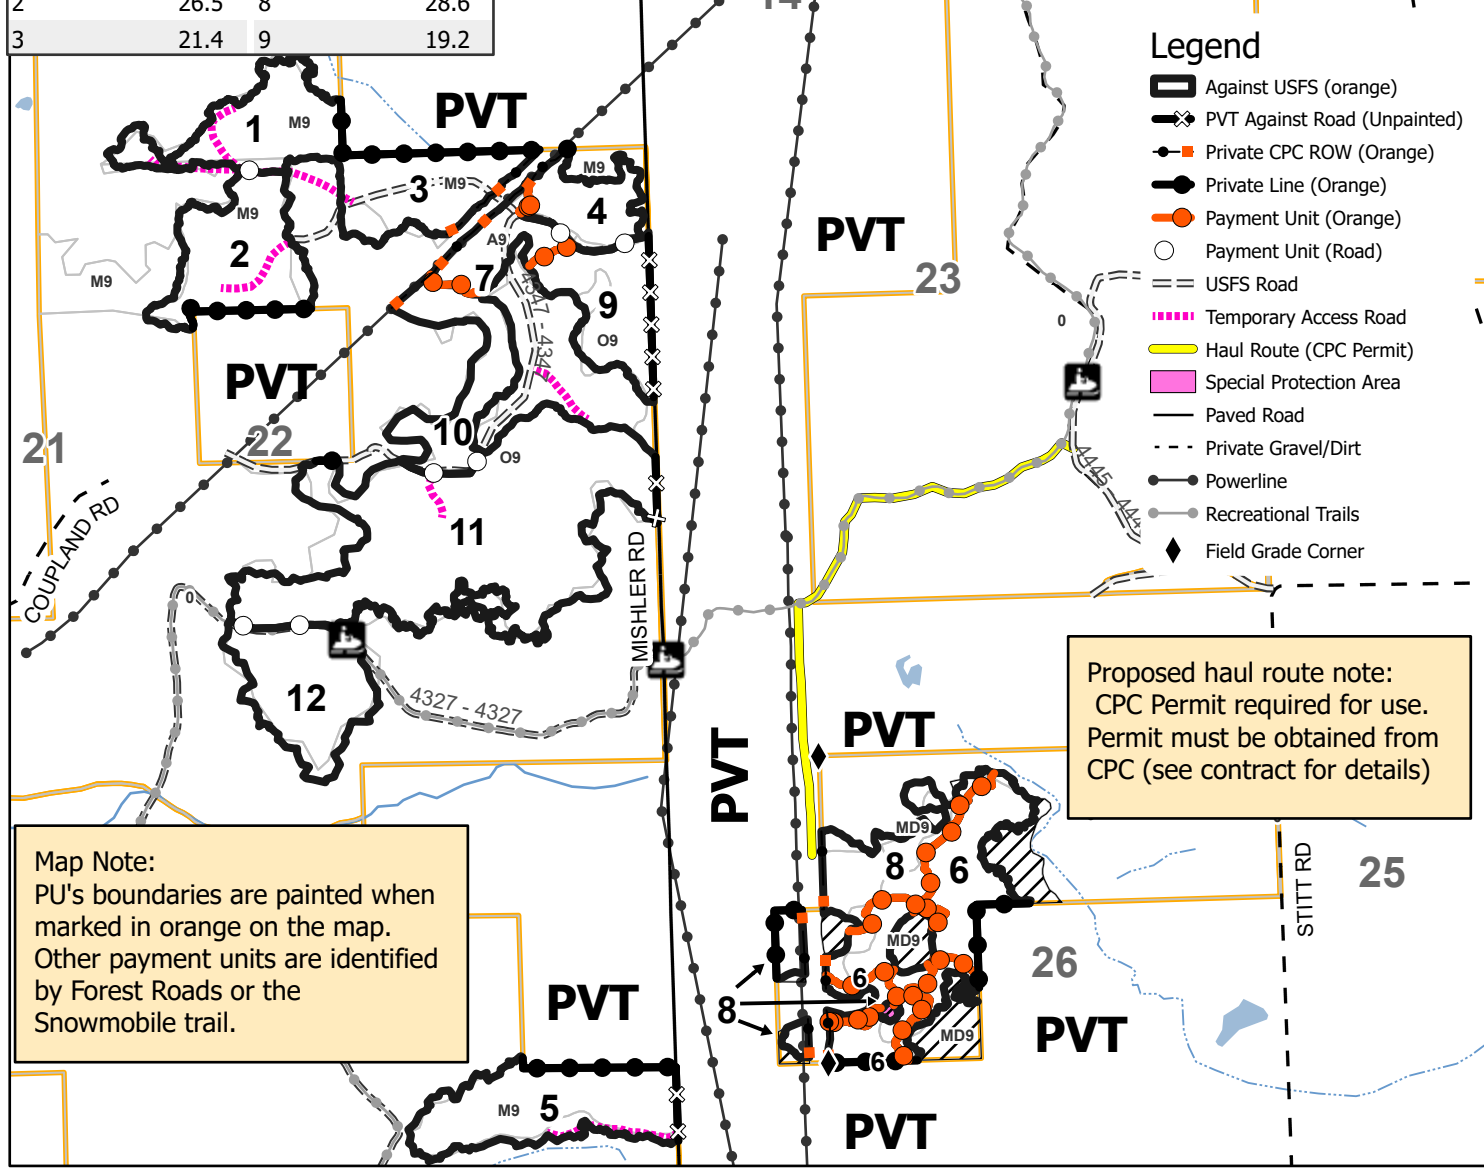 2 26.5 8 28.6
3 21.4 9 19.2
14
Legend
Against USFS (orange)
PVT Against Road (Unpainted)
Private CPC ROW (Orange)
Private Line (Orange)
Payment Unit (Orange)
Payment Unit (Road)
USFS Road
Temporary Access Road
Haul Route (CPC Permit)
Special Protection Area
Paved Road
Private Gravel/Dirt
Powerline
Recreational Trails
Field Grade Corner
PVT
1 M9
M9
3 M9
4
M9
2
A9
M9
7
9
O9
4347 - 434
PVT
23
0
PVT
21
22
10
O9
11
4445
COUPLAND RD
MISHLER RD
0
12
4327 - 4327
Proposed haul route note:
CPC Permit required for use.
Permit must be obtained from
CPC (see contract for details)
PVT
PVT
MD9
8
6
25
STITT RD
Map Note:
PU's boundaries are painted when
marked in orange on the map.
Other payment units are identified
by Forest Roads or the
Snowmobile trail.
MD9
26
6
8
PVT
MD9
PVT
6
M9 5
PVT